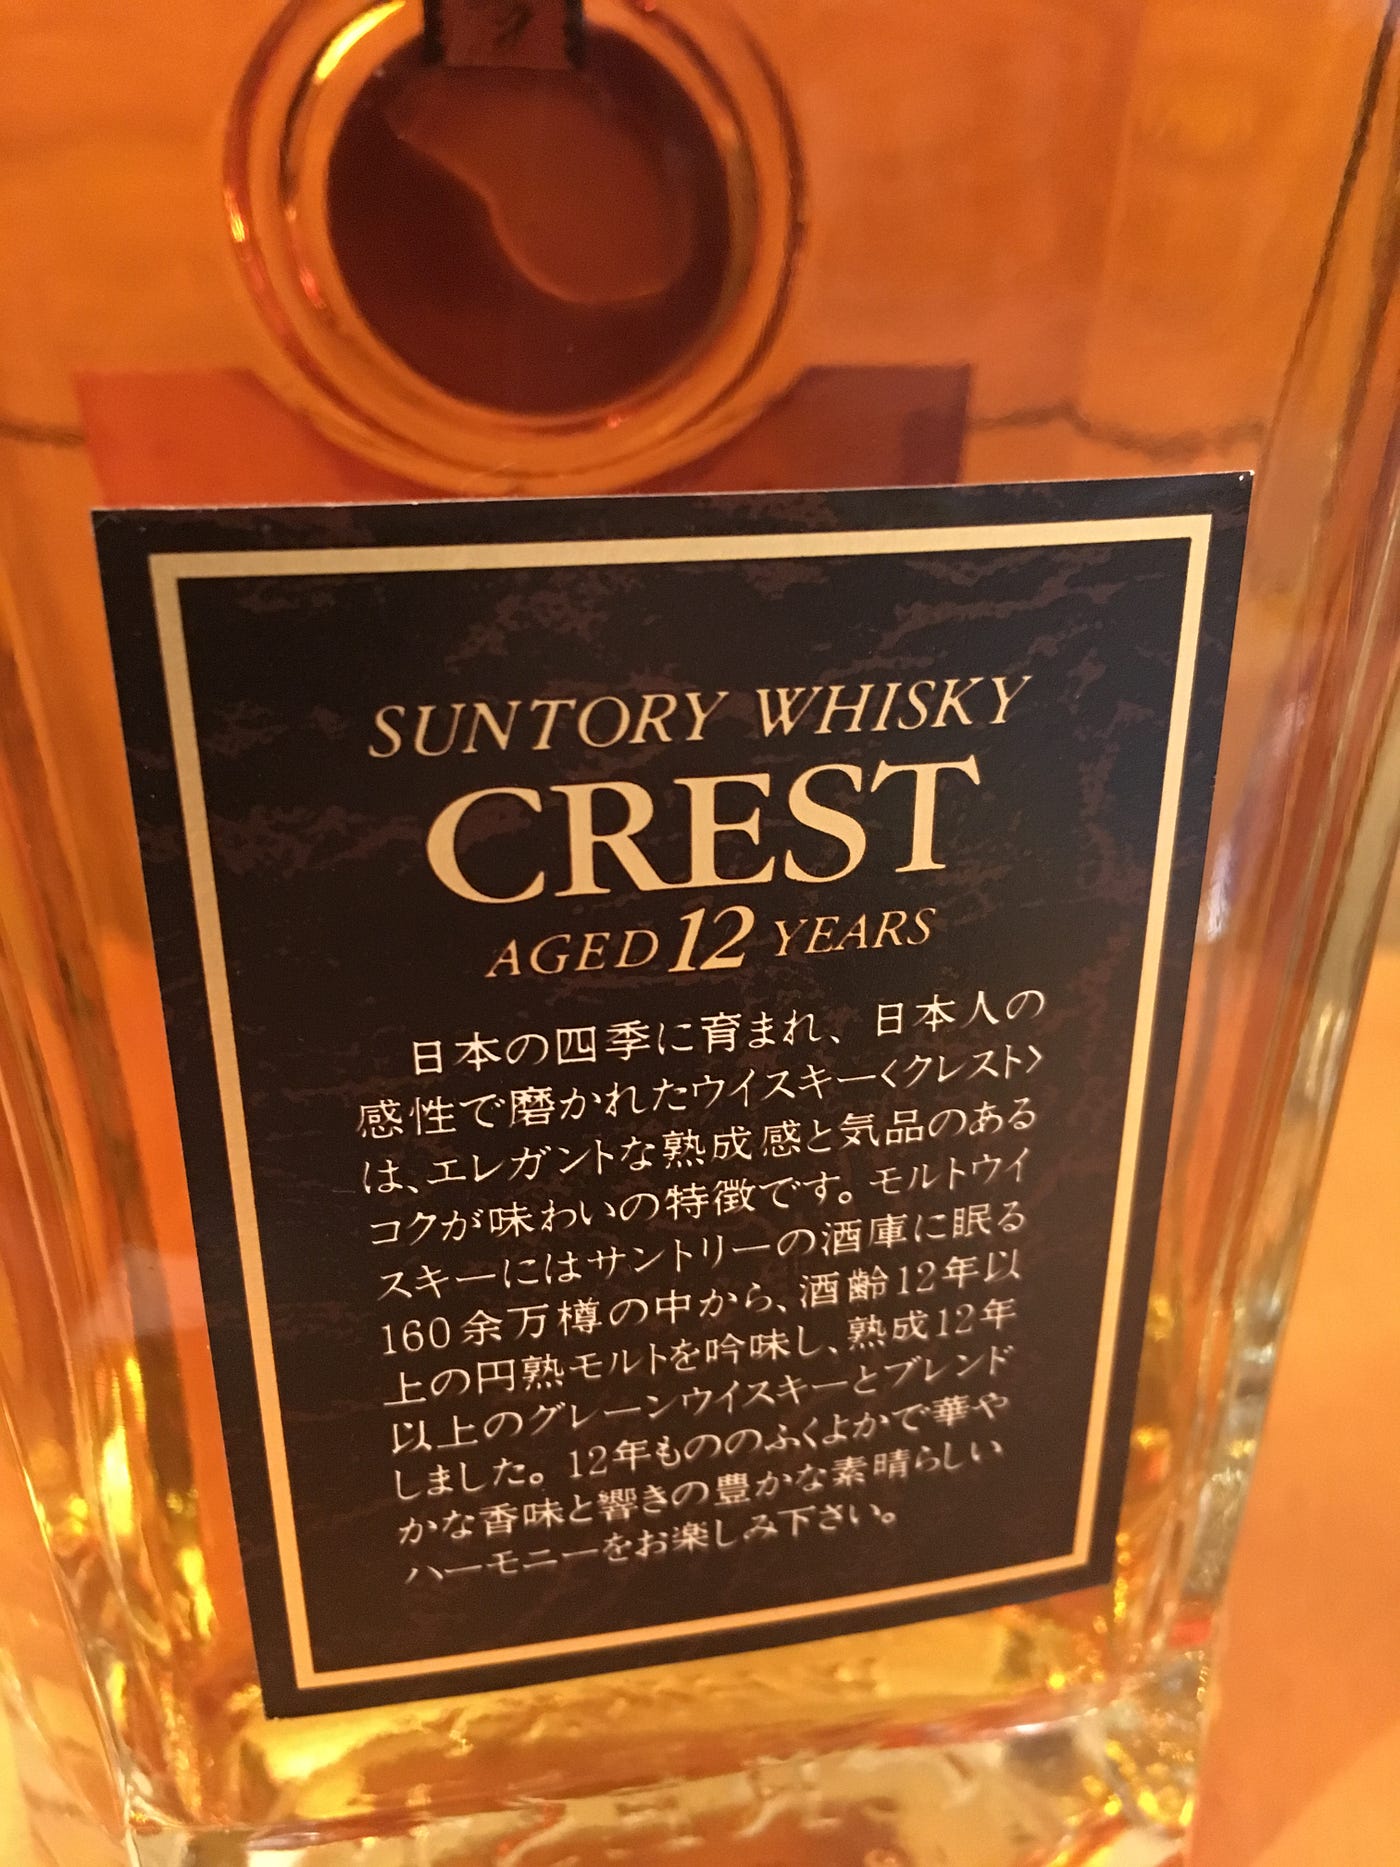 SUNTORY WHISKY
CREST
AGED 12 YEARS
日本の四季に育まれ、日本人の
感性で磨かれたウイスキー〈クレスト〉
は、エレガントな熟成感と気品のある
コクが味わいの特徴です。モルトウイ
スキーにはサントリーの酒庫に眠る
160余万樽の中から、酒齢12年以
上の円熟モルトを吟味し、熟成12年
以上のグレーンウイスキーとブレンド
しました。12年もののふくよかで華や
かな香味と響きの豊かな素晴らしい
ハーモニーをお楽しみ下さい。